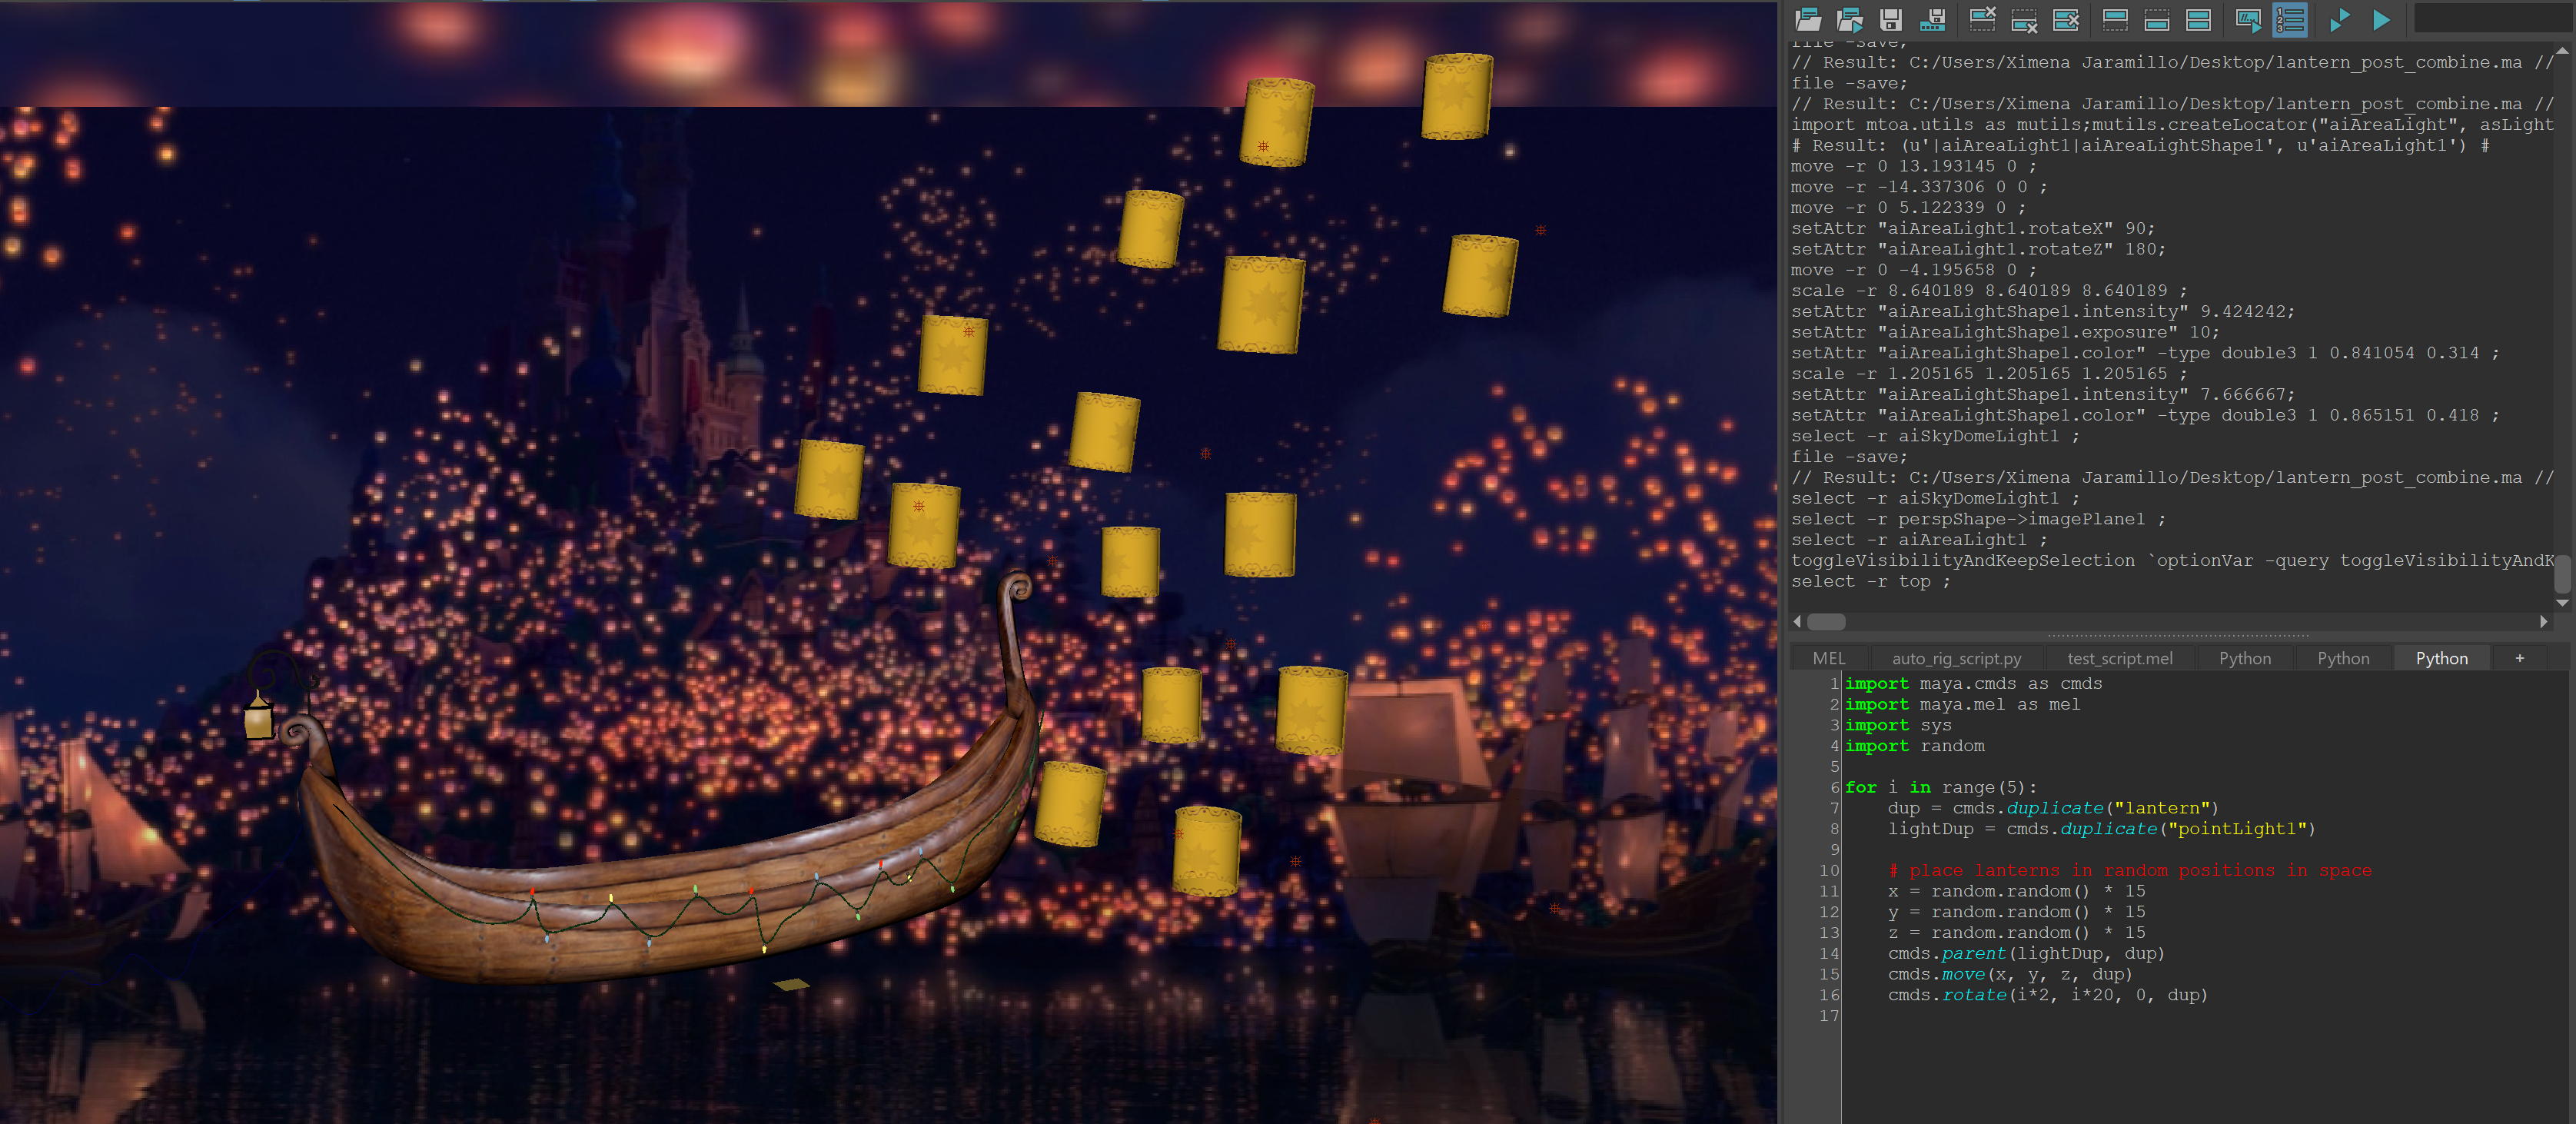 file -save;
// Result: C:/Users/Ximena Jaramillo/Desktop/lantern_post_combine.ma //
file -save;
// Result: C:/Users/Ximena Jaramillo/Desktop/lantern_post_combine.ma //
import mtoa.utils as mutils;mutils.createLocator("aiAreaLight", asLight
# Result: (u'|aiAreaLight1|aiAreaLightShape1', u'aiAreaLight1') #
move -r 0 13.193145 0 ;
move -r -14.337306 0 0 ;
move -r 0 5.122339 0 ;
setAttr "aiAreaLight1.rotateX" 90;
setAttr "aiAreaLight1.rotateZ" 180;
move -r 0 -4.195658 0 ;
scale -r 8.640189 8.640189 8.640189 ;
setAttr "aiAreaLightShape1.intensity" 9.424242;
setAttr "aiAreaLightShape1.exposure" 10;
setAttr "aiAreaLightShape1.color" -type double3 1 0.841054 0.314 ;
scale -r 1.205165 1.205165 1.205165 ;
setAttr "aiAreaLightShape1.intensity" 7.666667;
setAttr "aiAreaLightShape1.color" -type double3 1 0.865151 0.418 ;
select -r aiSkyDomeLight1 ;
file -save;
// Result: C:/Users/Ximena Jaramillo/Desktop/lantern_post_combine.ma //
select -r aiSkyDomeLight1 ;
select -r perspShape->imagePlane1 ;
select -r aiAreaLight1 ;
toggleVisibilityAndKeepSelection `optionVar -query toggleVisibilityAndK
select -r top ;
MEL auto_rig_script.py test_script.mel Python Python Python +
1 import maya.cmds as cmds
2 import maya.mel as mel
3 import sys
4 import random
5
6 for i in range(5):
7 dup = cmds.duplicate("lantern")
8 lightDup = cmds.duplicate("pointLight1")
9
10 # place lanterns in random positions in space
11 x = random.random() * 15
12 y = random.random() * 15
13 z = random.random() * 15
14 cmds.parent(lightDup, dup)
15 cmds.move(x, y, z, dup)
16 cmds.rotate(i*2, i*20, 0, dup)
17